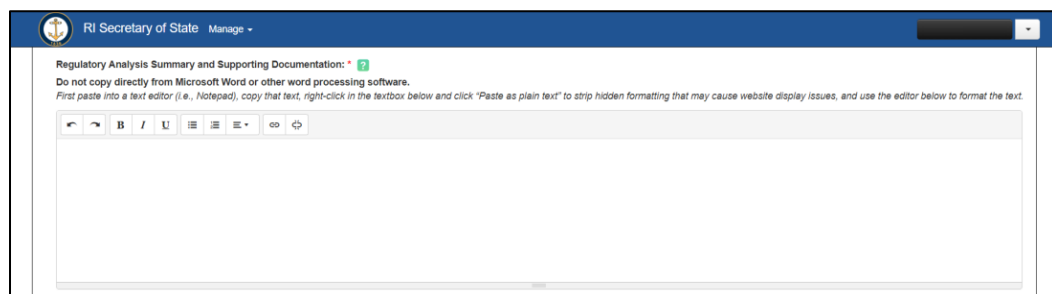 RI Secretary of State Manage
Regulatory Analysis Summary and Supporting Documentation: * ?
Do not copy directly from Microsoft Word or other word processing software.
First paste into a text editor (i.e., Notepad), copy that text, right-click in the textbox below and click "Paste as plain text" to strip hidden formatting that may cause website display issues, and use the editor below to format the text.
B I U